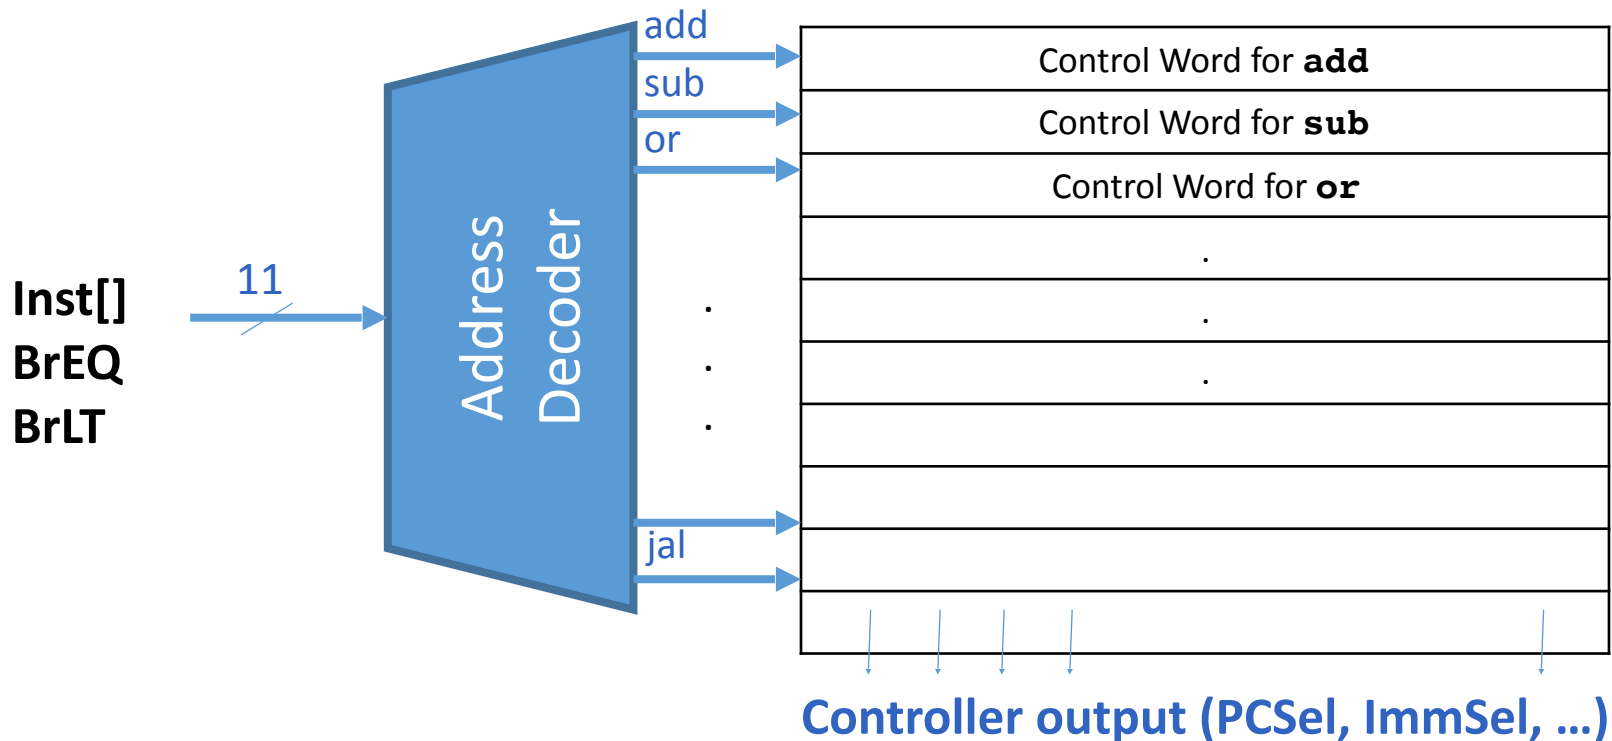 add
Control Word for add
sub
Control Word for sub
or
Control Word for or
Address
Decoder
11
Inst[]
BrEQ
BrLT
.
.
.
.
.
.
jal
Controller output (PCSel, ImmSel, ...)